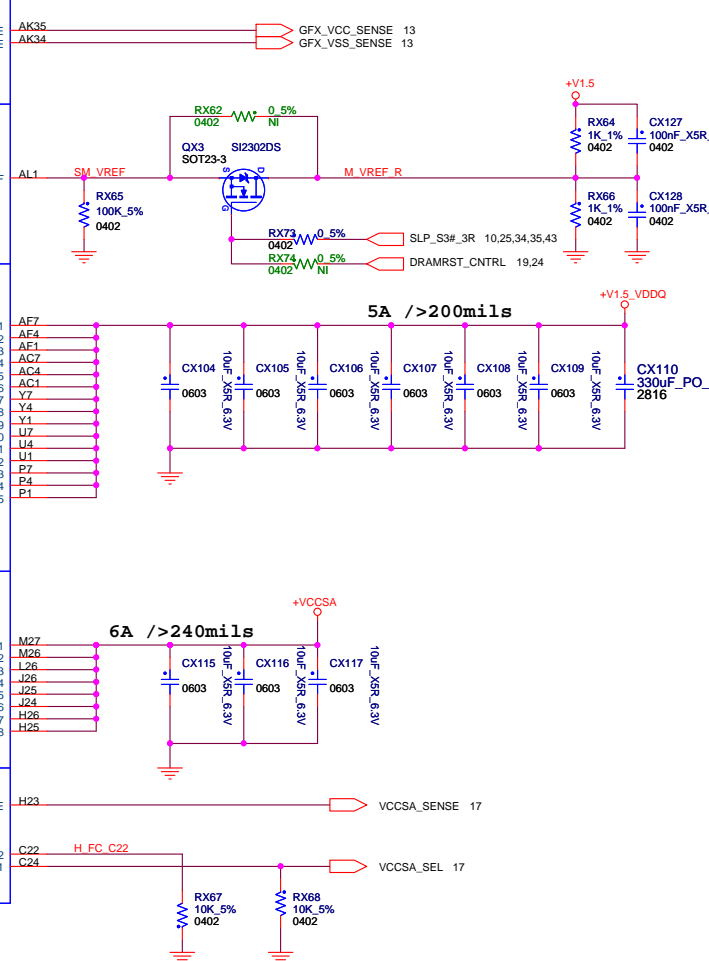 AK35
GFX_VCC_SENSE 13
AK34
GFX_VSS_SENSE 13
+V1.5
RX62
0402
0_5%
NI
QX3
SOT23-3
SI2302DS
RX64
1K_1%
0402
CX127
100nF_X5R_
0402
AL1
SM_VREF
S
D
G
M_VREF_R
RX65
100K_5%
0402
RX66
1K_1%
0402
CX128
100nF_X5R_
0402
RX73
0402
0_5%
SLP_S3#_3R 10,25,34,35,43
RX74
0402
0_5%
NI
DRAMRST_CNTRL 19,24
+V1.5_VDDQ
5A />200mils
AF7
AF4
AF1
AC7
AC4
AC1
Y7
Y4
Y1
U7
U4
U1
P7
P4
P1
CX104
0603
10uF_X5R_6.3V
CX105
0603
10uF_X5R_6.3V
CX106
0603
10uF_X5R_6.3V
CX107
0603
10uF_X5R_6.3V
CX108
0603
10uF_X5R_6.3V
CX109
0603
10uF_X5R_6.3V
CX110
330uF_PO_
2816
+VCCSA
6A />240mils
M27
M26
L26
J26
J25
J24
H26
H25
CX115
0603
10uF_X5R_6.3V
CX116
0603
10uF_X5R_6.3V
CX117
0603
10uF_X5R_6.3V
H23
VCCSA_SENSE 17
C22
H_FC_C22
C24
VCCSA_SEL 17
RX67
10K_5%
0402
RX68
10K_5%
0402